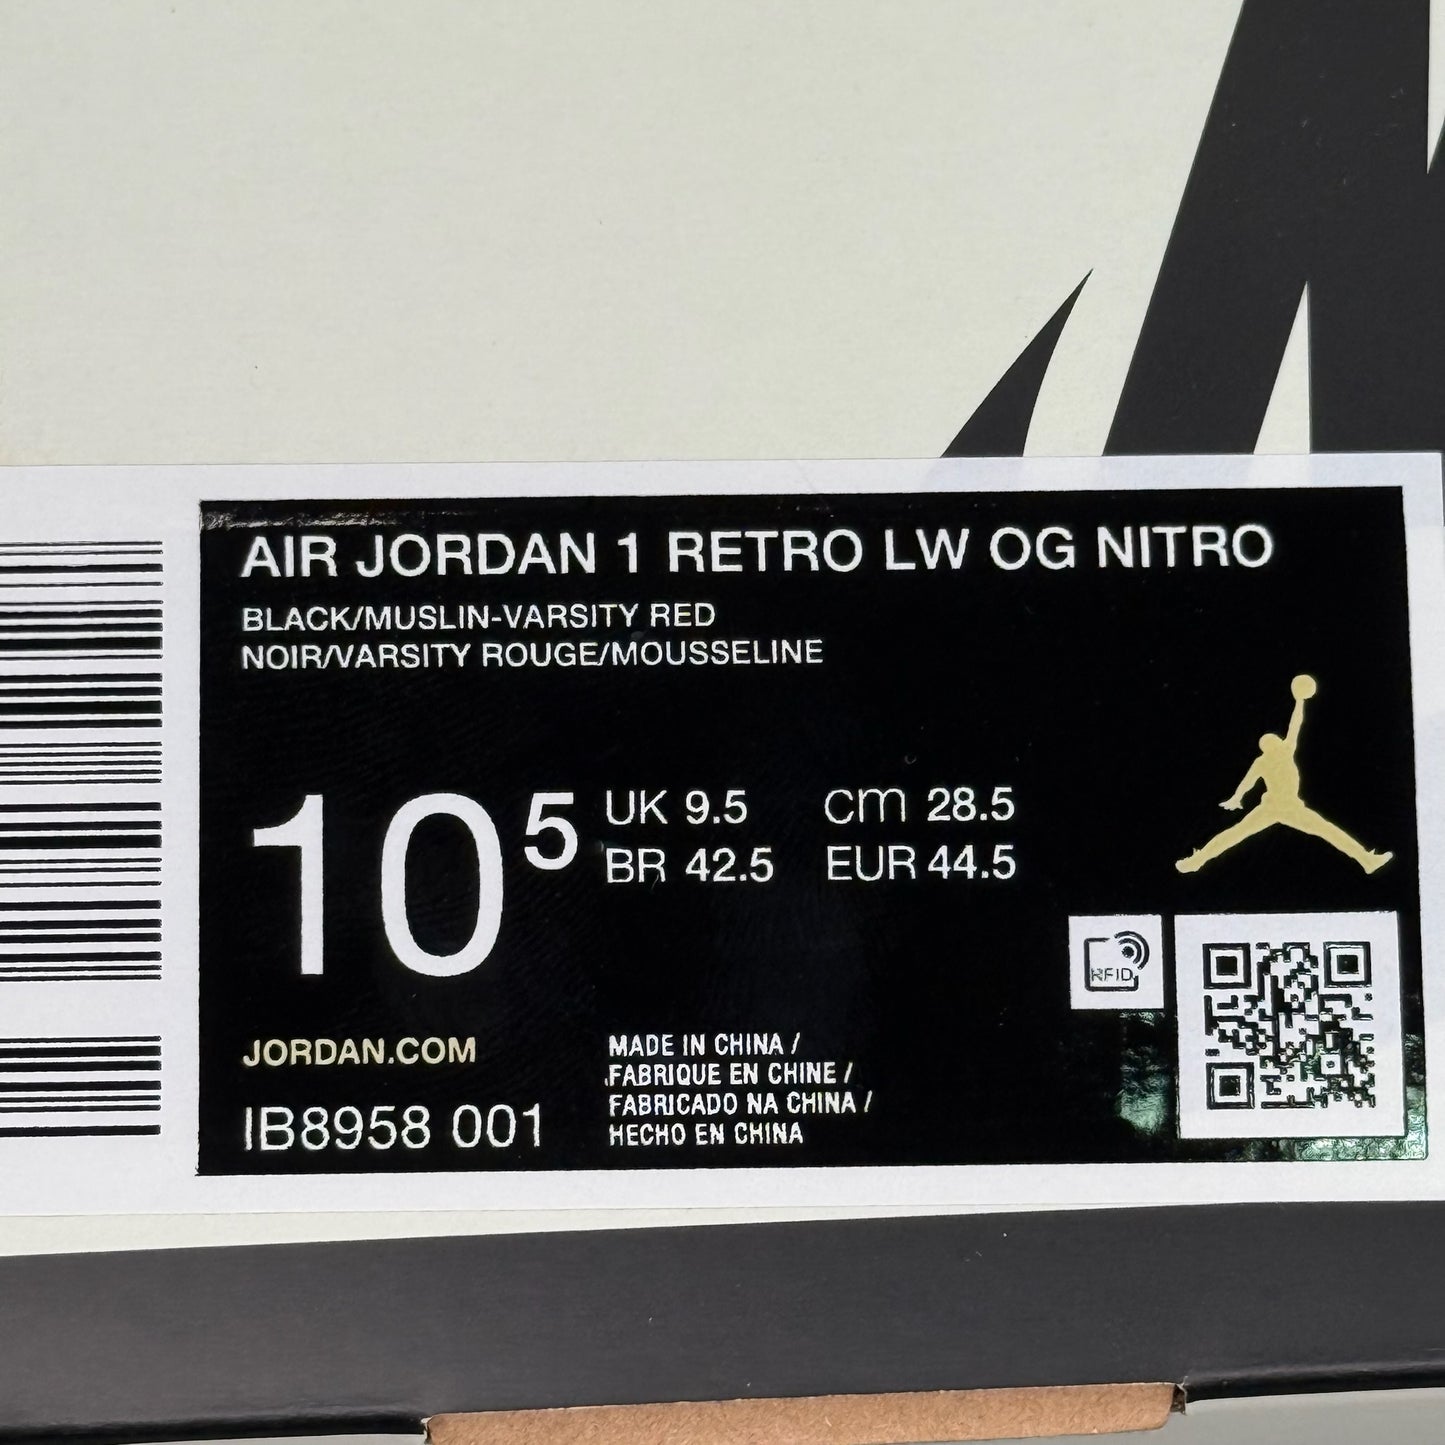 AIR JORDAN 1 RETRO LW OG NITRO
BLACK/MUSLIN-VARSITY RED
NOIR/VARSITY ROUGE/MOUSSELINE
10 5
UK 9.5 cm 28.5
BR 42.5 EUR 44.5
RFID
JORDAN.COM
IB8958 001
MADE IN CHINA /
FABRIQUE EN CHINE /
FABRICADO NA CHINA /
HECHO EN CHINA